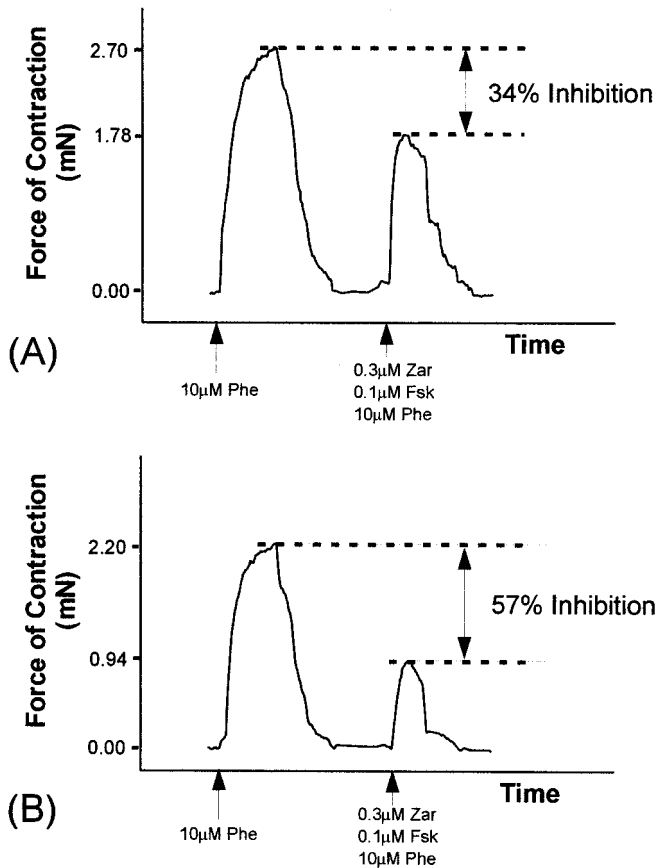 2.70
34% Inhibition
1.78
Force of Contraction
(mN)
0.00
Time
(A)
10μM Phe
0.3μM Zar
0.1μM Fsk
10μM Phe
2.20
57% Inhibition
0.94
Force of Contraction
(mN)
0.00
Time
(B)
10μM Phe
0.3μM Zar
0.1μM Fsk
10μM Phe